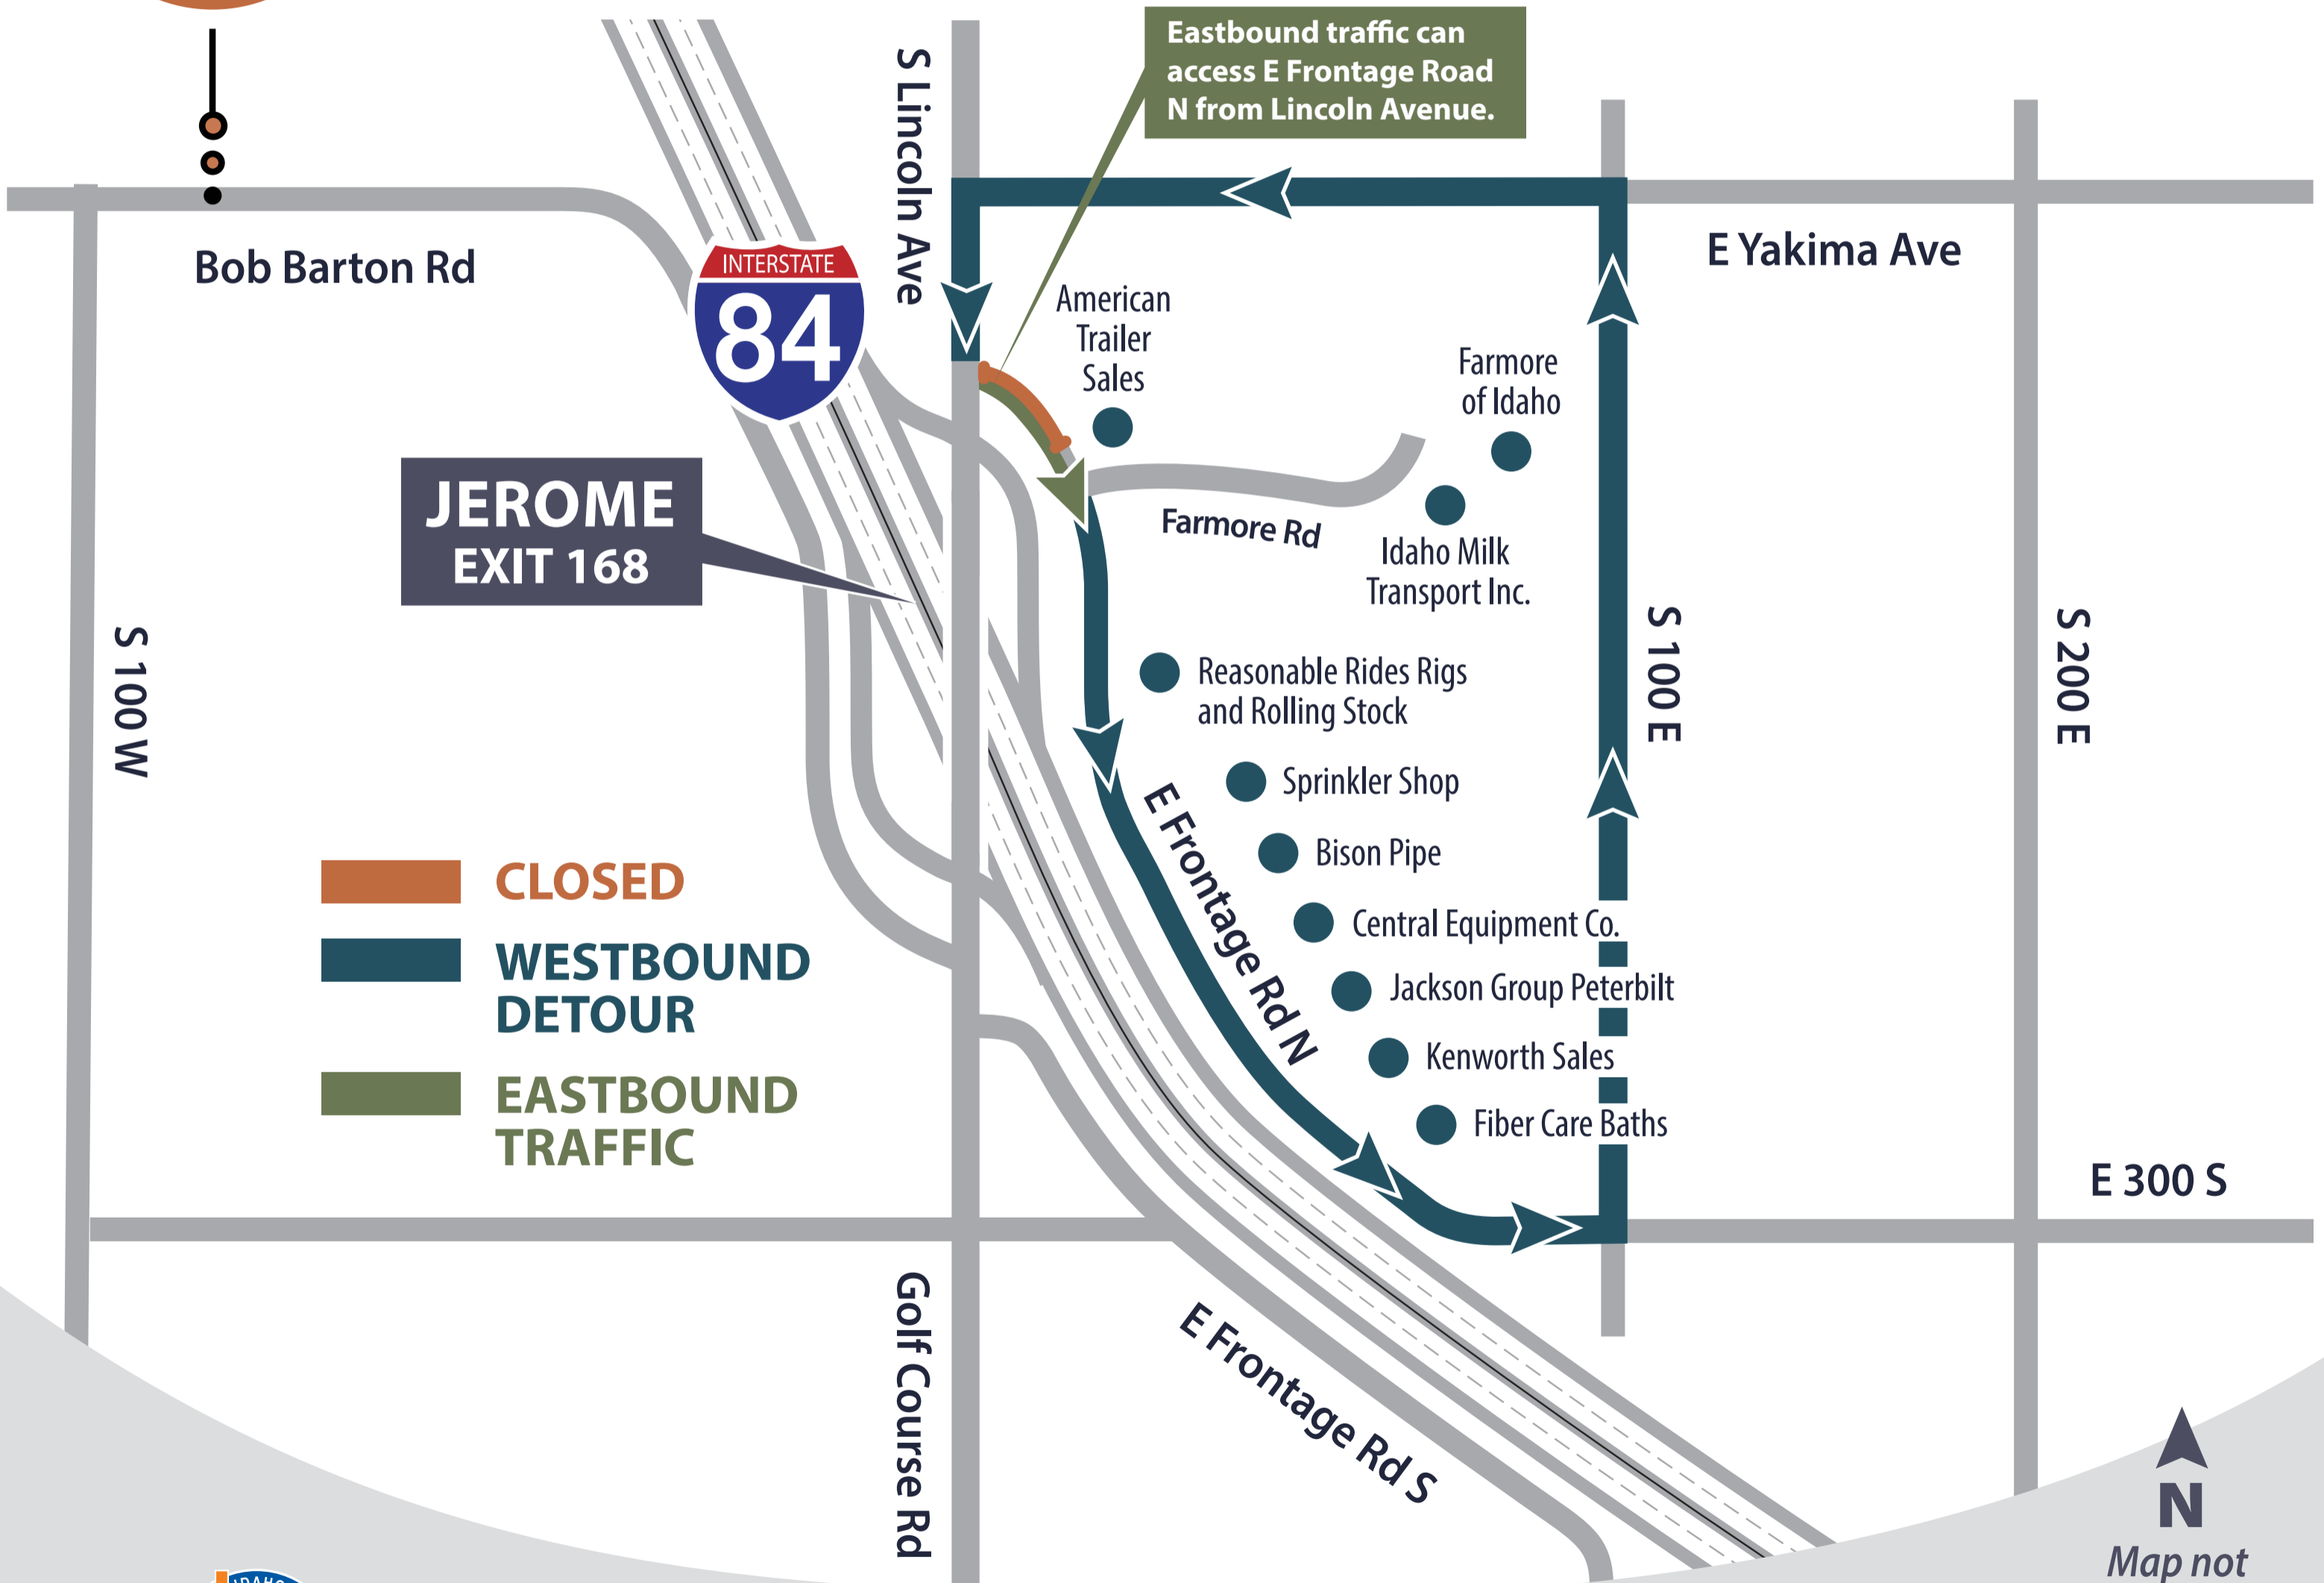 Eastbound traffic can
access E Frontage Road
N from Lincoln Avenue.
S Lincoln Ave
Bob Barton Rd
E Yakima Ave
INTERSTATE
84
American
Trailer
Sales
Farmore
of Idaho
JEROME
EXIT 168
Farmore Rd
Idaho Milk
Transport Inc.
S 100 W
S 100 E
S 200 E
Reasonable Rides Rigs
and Rolling Stock
Sprinkler Shop
Bison Pipe
E Frontage Rd N
Central Equipment Co.
Jackson Group Peterbilt
Kenworth Sales
Fiber Care Baths
CLOSED
WESTBOUND
DETOUR
EASTBOUND
TRAFFIC
E 300 S
Golf Course Rd
E Frontage Rd S
N
Map not
IDAHO